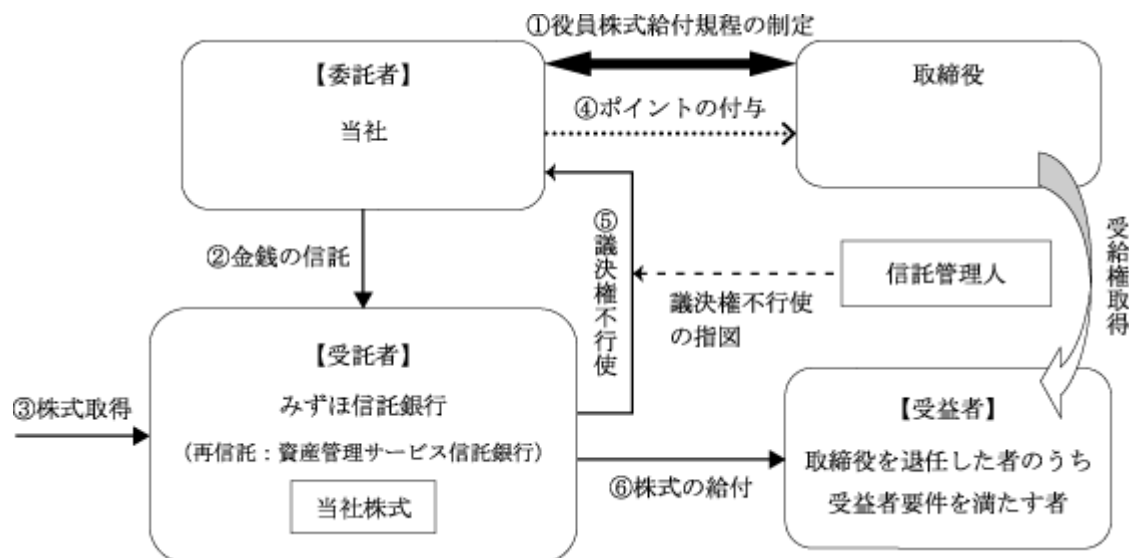 ①役員株式給付規程の制定
【委託者】
当社
取締役
④ポイントの付与
②金銭の信託
⑤議決権不行使
議決権不行使
の指図
信託管理人
受給権取得
③株式取得
【受託者】
みずほ信託銀行
（再信託：資産管理サービス信託銀行）
当社株式
⑥株式の給付
【受益者】
取締役を退任した者のうち
受益者要件を満たす者